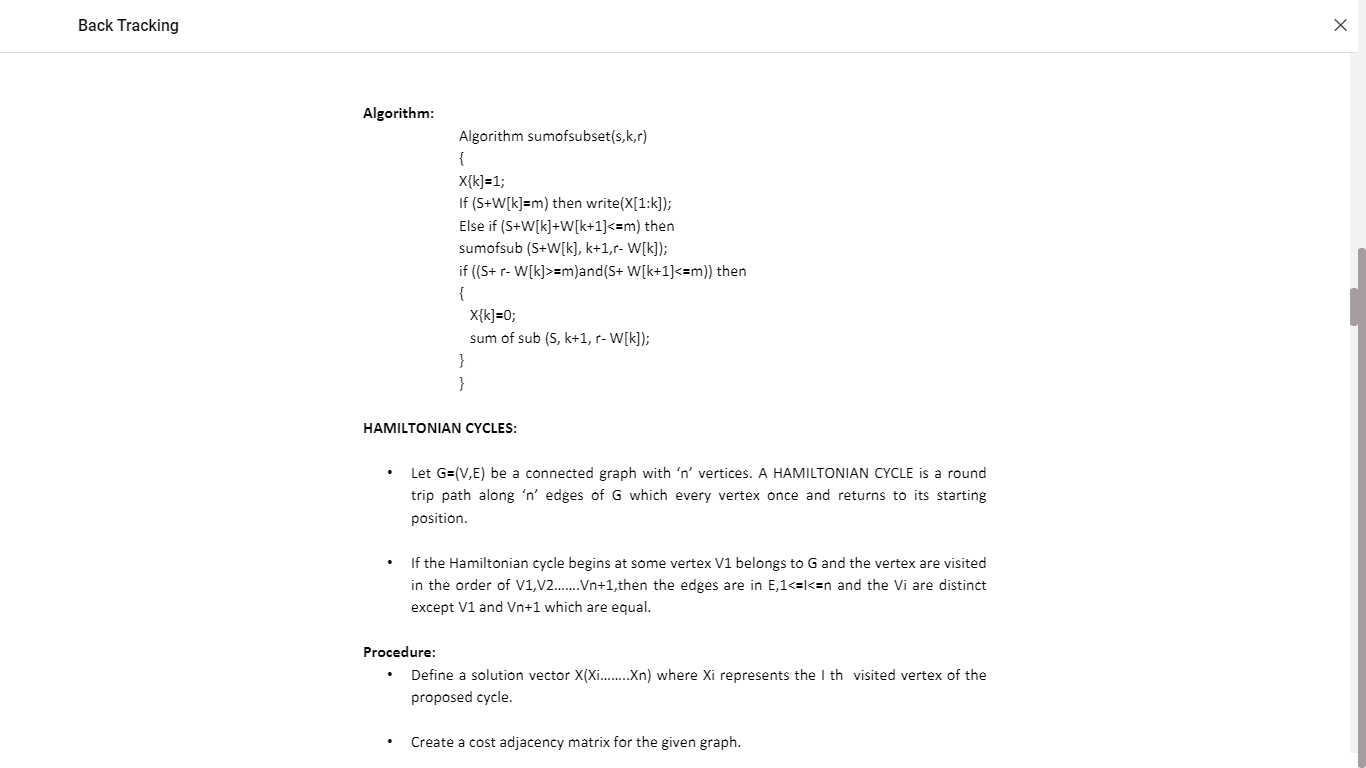 Back Tracking
Algorithm:
Algorithm sumofsubset(s,k,r)
{
X{k]=1;
If (S+W[k]=m) then write(X[1:k]);
Else if (S+W[k]+W[k+1]<=m) then
sumofsub (S+W[k], k+1,r- W[k]);
if ((S+ r- W[k]>=m)and(S+ W[k+1]<=m)) then
{
X{k]=0;
sum of sub (S, k+1, r- W[k]);
}
}
HAMILTONIAN CYCLES:
• Let G=(V,E) be a connected graph with ‘n’ vertices. A HAMILTONIAN CYCLE is a round
trip path along ‘n’ edges of G which every vertex once and returns to its starting
position.
• If the Hamiltonian cycle begins at some vertex V1 belongs to G and the vertex are visited
in the order of V1,V2…….Vn+1,then the edges are in E,1<=I<=n and the Vi are distinct
except V1 and Vn+1 which are equal.
Procedure:
• Define a solution vector X(Xi……..Xn) where Xi represents the I th visited vertex of the
proposed cycle.
• Create a cost adjacency matrix for the given graph.